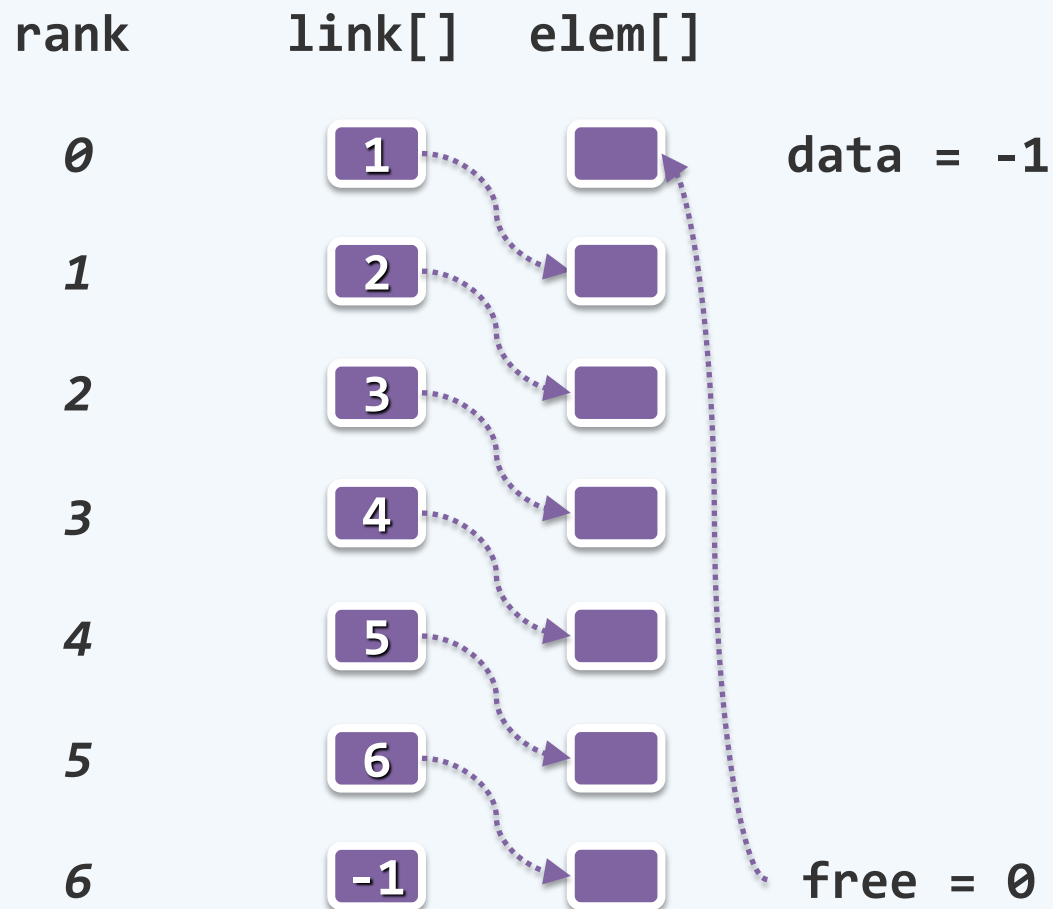 rank link[] elem[]
0 1 data = -1
1 2
2 3
3 4
4 5
5 6
6 -1 free = 0